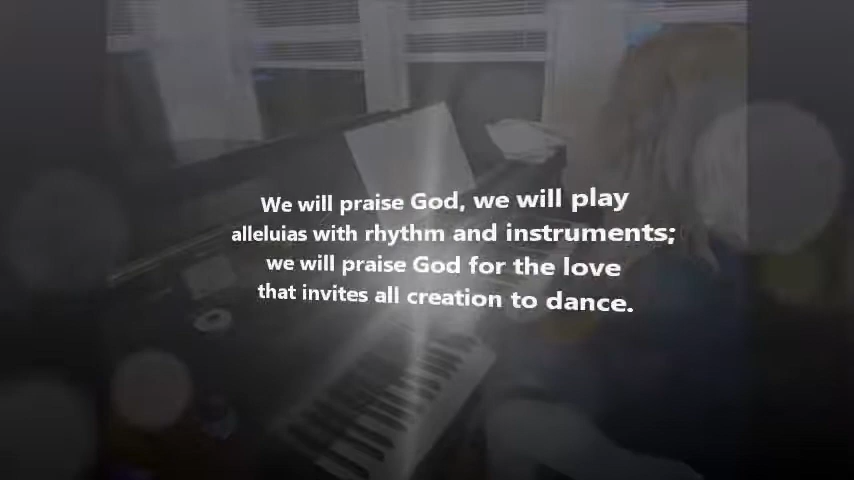 We will praise God, we will play
alleluias with rhythm and instruments;
we will praise God for the love
that invites all creation to dance.